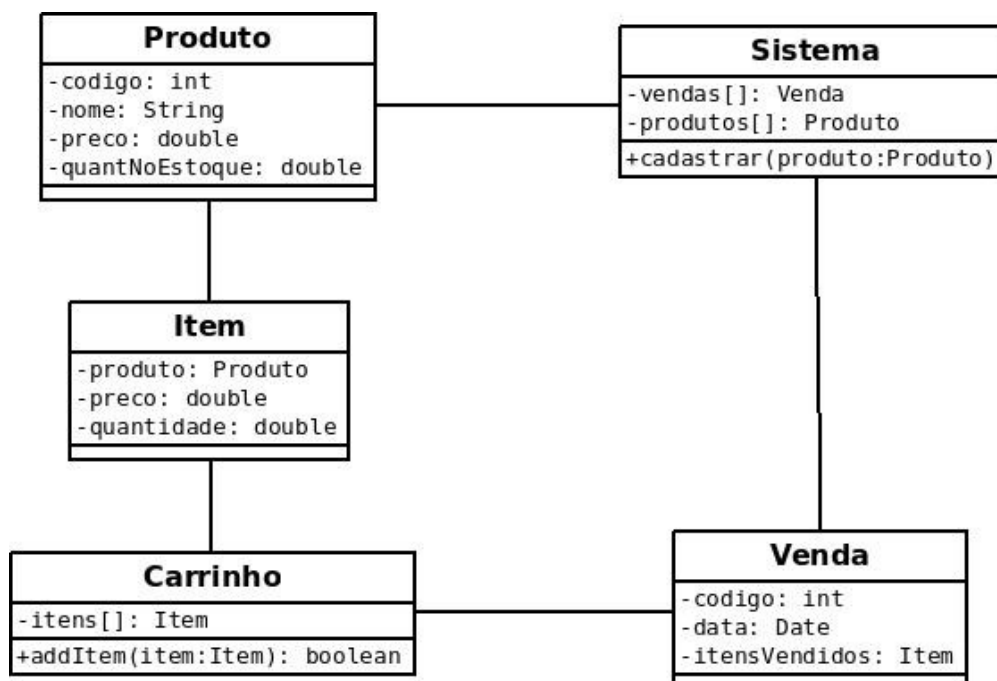 Produto
-codigo: int
-nome: String
-preco: double
-quantNoEstoque: double
Sistema
-vendas[]: Venda
-produtos[]: Produto
+cadastrar(produto:Produto)
Item
-produto: Produto
-preco: double
-quantidade: double
Carrinho
-itens[]: Item
+addItem(item:Item): boolean
Venda
-codigo: int
-data: Date
-itensVendidos: Item